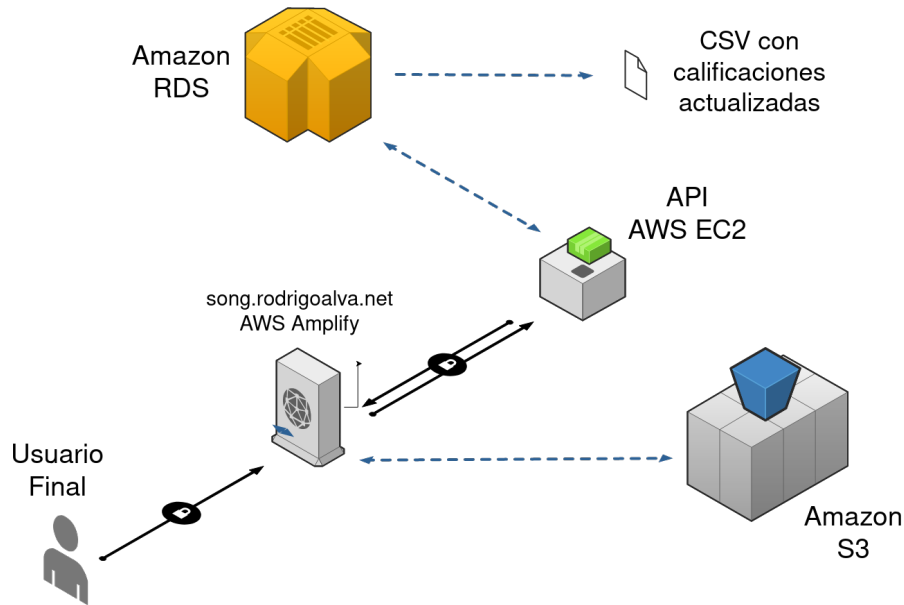 Amazon
RDS
CSV con
calificaciones
actualizadas
API
AWS EC2
song.rodrigoalva.net
AWS Amplify
Usuario
Final
Amazon
S3